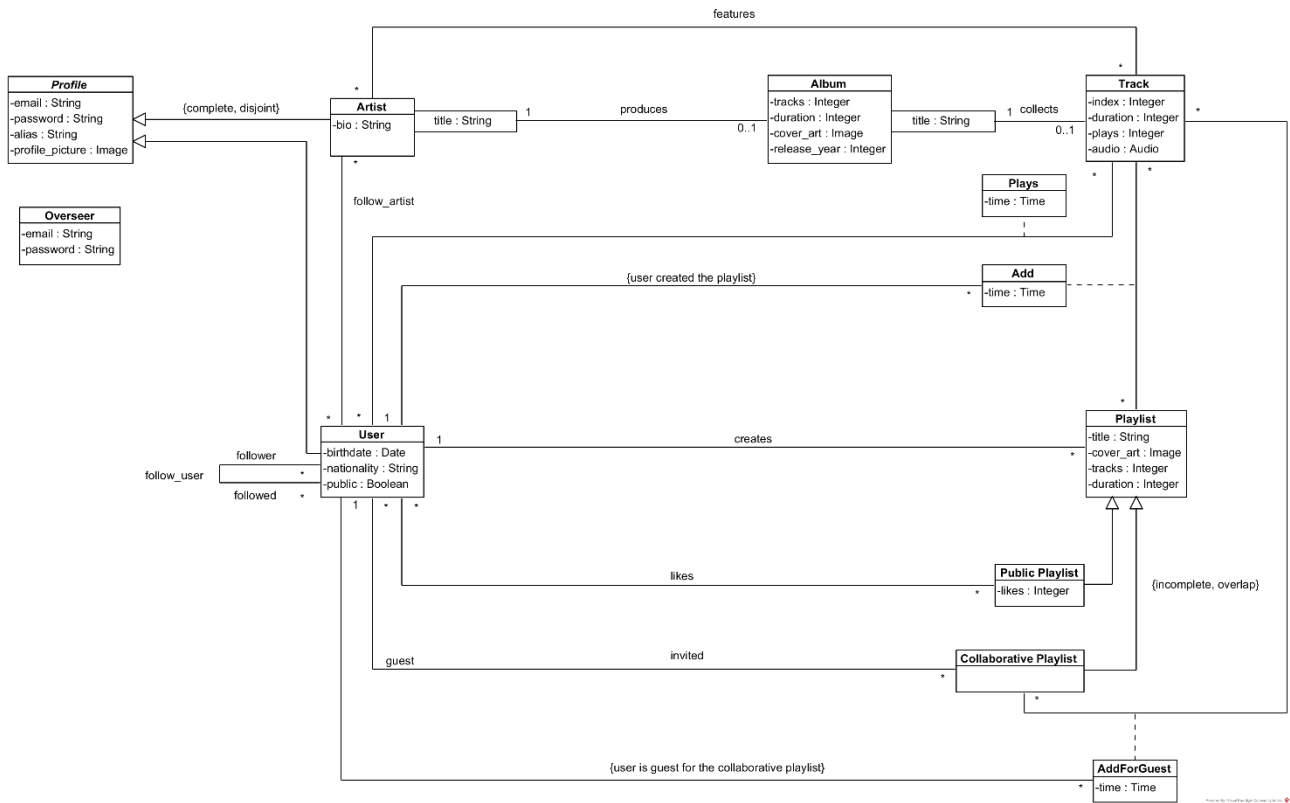 features
Profile
-email : String
-password : String
-alias : String
-profile_picture : Image
{complete, disjoint}
*
Artist
-bio : String
*
title : String
1
produces
0..1
Album
-tracks : Integer
-duration : Integer
-cover_art : Image
-release_year : Integer
title : String
1
collects
0..1
*
Track
-index : Integer
-duration : Integer
-plays : Integer
-audio : Audio
*
*
*
Overseer
-email : String
-password : String
follow_artist
Plays
-time : Time
{user created the playlist}
*
Add
-time : Time
*
*
1
*
User
-birthdate : Date
-nationality : String
-public : Boolean
1
creates
*
Playlist
-title : String
-cover_art : Image
-tracks : Integer
-duration : Integer
follower
*
follow_user
followed
*
1
*
*
likes
*
Public Playlist
-likes : Integer
{incomplete, overlap}
guest
invited
*
Collaborative Playlist
*
{user is guest for the collaborative playlist}
*
AddForGuest
-time : Time